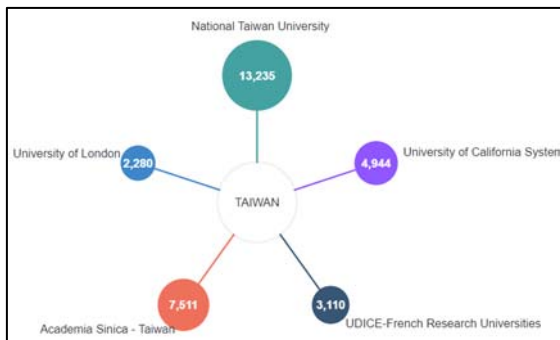 National Taiwan University
13,235
University of London
2,280
University of California System
4,944
TAIWAN
7,511
Academia Sinica - Taiwan
3,110
UDICE-French Research Universities